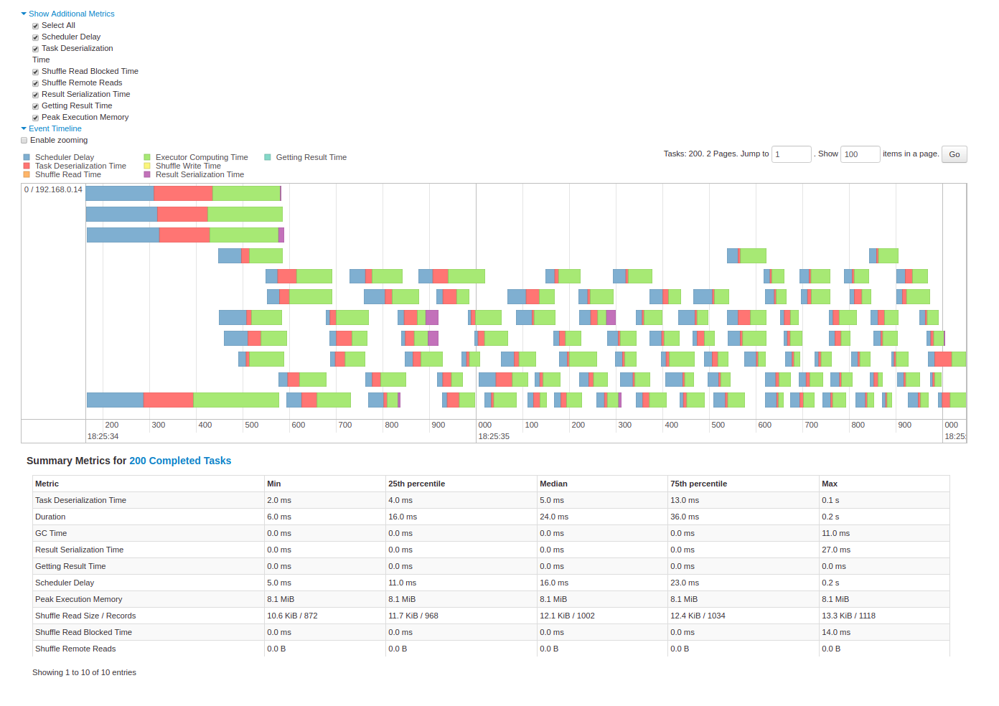 Show Additional Metrics
Select All
Scheduler Delay
Task Deserialization
Time
Shuffle Read Blocked Time
Shuffle Remote Reads
Result Serialization Time
Getting Result Time
Peak Execution Memory
Event Timeline
Enable zooming
Tasks: 200. 2 Pages. Jump to 1 . Show 100 items in a page. Go
Scheduler Delay Executor Computing Time Getting Result Time
Task Deserialization Time Shuffle Write Time
Shuffle Read Time Result Serialization Time
0 / 192.168.0.14
200 300 400 500 600 700 800 900 000 100 200 300 400 500 600 700 800 900 000
18:25:34 18:25:35 18:25:
Summary Metrics for 200 Completed Tasks
Metric Min 25th percentile Median 75th percentile Max
Task Deserialization Time 2.0 ms 4.0 ms 5.0 ms 13.0 ms 0.1 s
Duration 6.0 ms 16.0 ms 24.0 ms 36.0 ms 0.2 s
GC Time 0.0 ms 0.0 ms 0.0 ms 0.0 ms 11.0 ms
Result Serialization Time 0.0 ms 0.0 ms 0.0 ms 0.0 ms 27.0 ms
Getting Result Time 0.0 ms 0.0 ms 0.0 ms 0.0 ms 0.0 ms
Scheduler Delay 5.0 ms 11.0 ms 16.0 ms 23.0 ms 0.2 s
Peak Execution Memory 8.1 MiB 8.1 MiB 8.1 MiB 8.1 MiB 8.1 MiB
Shuffle Read Size / Records 10.6 KiB / 872 11.7 KiB / 968 12.1 KiB / 1002 12.4 KiB / 1034 13.3 KiB / 1118
Shuffle Read Blocked Time 0.0 ms 0.0 ms 0.0 ms 0.0 ms 14.0 ms
Shuffle Remote Reads 0.0 B 0.0 B 0.0 B 0.0 B 0.0 B
Showing 1 to 10 of 10 entries